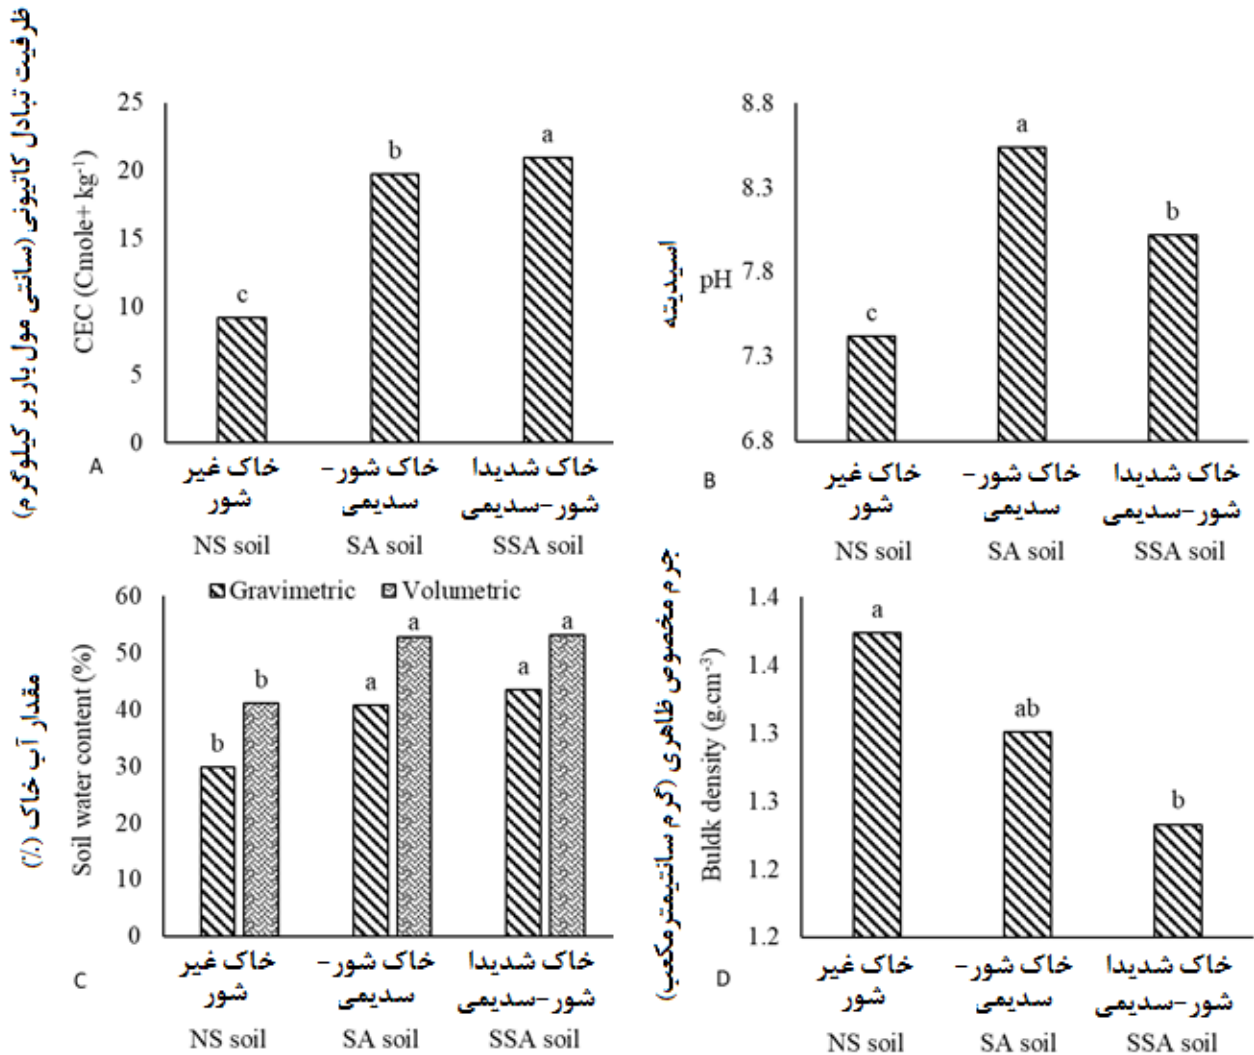 ظرفیت تبادل کاتیونی (سانتی مول بار بر کیلوگرم)
CEC (Cmole+ kg⁻¹)
25
20
15
10
5
0
c
b
a
خاک غیر
شور
خاک شور-
سدیمی
خاک شدیدا
شور-سدیمی
NS soil
SA soil
SSA soil
A
اسیدیته
pH
8.8
8.3
7.8
7.3
6.8
c
a
b
خاک غیر
شور
خاک شور-
سدیمی
خاک شدیدا
شور-سدیمی
NS soil
SA soil
SSA soil
B
مقدار آب خاک (٪)
Soil water content (%)
Gravimetric
Volumetric
60
50
40
30
20
10
0
b
b
a
a
a
a
خاک غیر
شور
خاک شور-
سدیمی
خاک شدیدا
شور-سدیمی
NS soil
SA soil
SSA soil
C
جرم مخصوص ظاهری (گرم سانتیمترمکعب)
Buldk density (g.cm⁻³)
1.4
1.4
1.3
1.3
1.2
1.2
a
ab
b
خاک غیر
شور
خاک شور-
سدیمی
خاک شدیدا
شور-سدیمی
NS soil
SA soil
SSA soil
D